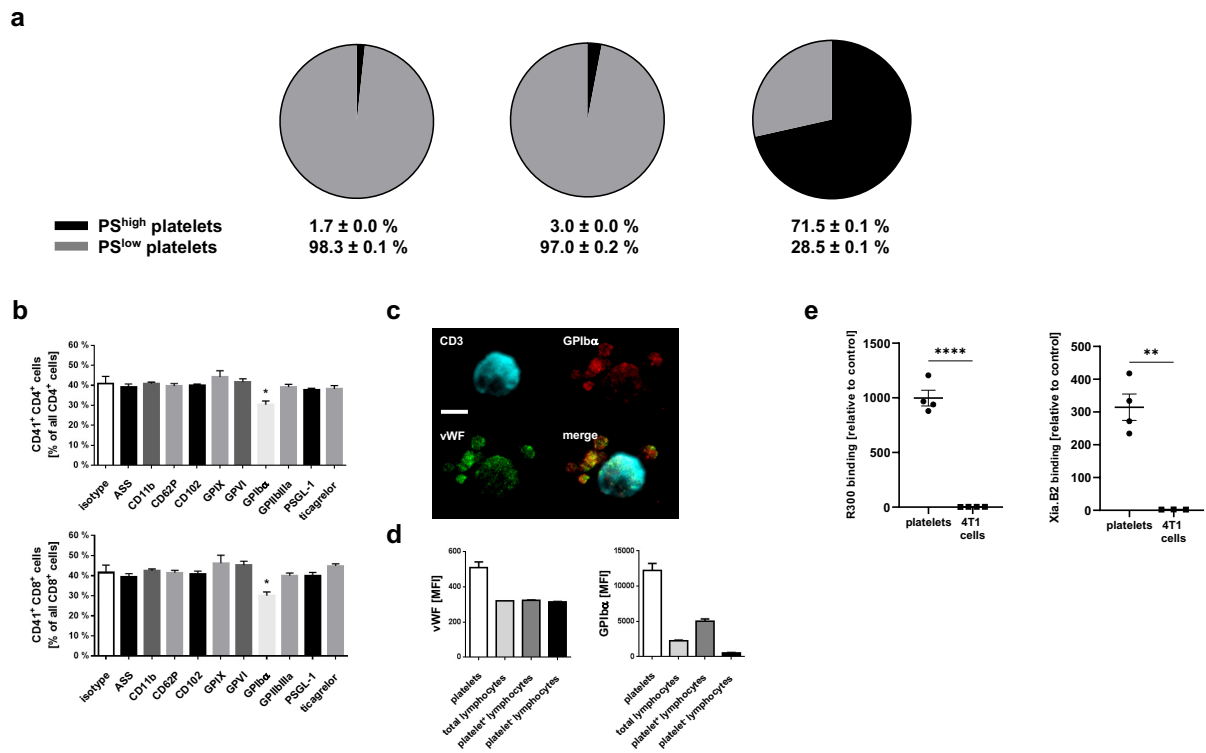 a
PSʰⁱᵍʰ platelets 1.7 ± 0.0 % 3.0 ± 0.0 % 71.5 ± 0.1 %
PSˡᵒʷ platelets 98.3 ± 0.1 % 97.0 ± 0.2 % 28.5 ± 0.1 %
b
CD41⁺ CD4⁺ cells
[% of all CD4⁺ cells]
60 %
50 %
40 %
30 %
20 %
10 %
0 %
*
isotype
ASS
CD11b
CD62P
CD102
GPIX
GPVI
GPIbα
GPIIbIIIa
PSGL-1
ticagrelor
CD41⁺ CD8⁺ cells
[% of all CD8⁺ cells]
60 %
50 %
40 %
30 %
20 %
10 %
0 %
*
isotype
ASS
CD11b
CD62P
CD102
GPIX
GPVI
GPIbα
GPIIbIIIa
PSGL-1
ticagrelor
c
CD3 GPIbα
vWF merge
d
vWF [MFI]
600
400
200
0
platelets
total lymphocytes
platelet⁺ lymphocytes
platelet⁻ lymphocytes
GPIbα [MFI]
15000
10000
5000
0
platelets
total lymphocytes
platelet⁺ lymphocytes
platelet⁻ lymphocytes
e
R300 binding [relative to control]
1500
1000
500
0
****
platelets 4T1
cells
Xia.B2 binding [relative to control]
500
400
300
200
100
0
**
platelets 4T1
cells